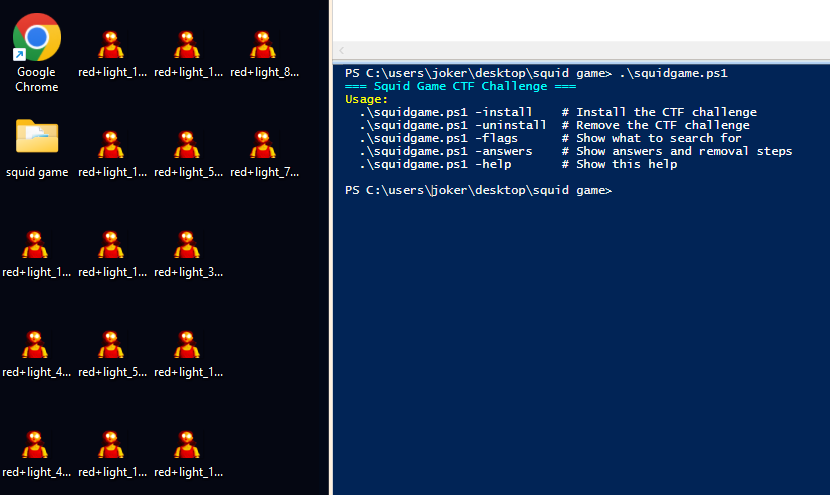 Google
Chrome
red+light_1...
red+light_1...
red+light_8...
squid game
red+light_1...
red+light_5...
red+light_7...
red+light_1...
red+light_1...
red+light_3...
red+light_4...
red+light_5...
red+light_1...
red+light_4...
red+light_1...
red+light_1...
PS C:\users\joker\desktop\squid game> .\squidgame.ps1
=== Squid Game CTF Challenge ===
Usage:
.\squidgame.ps1 -install # Install the CTF challenge
.\squidgame.ps1 -uninstall # Remove the CTF challenge
.\squidgame.ps1 -flags # Show what to search for
.\squidgame.ps1 -answers # Show answers and removal steps
.\squidgame.ps1 -help # Show this help
PS C:\users\joker\desktop\squid game>